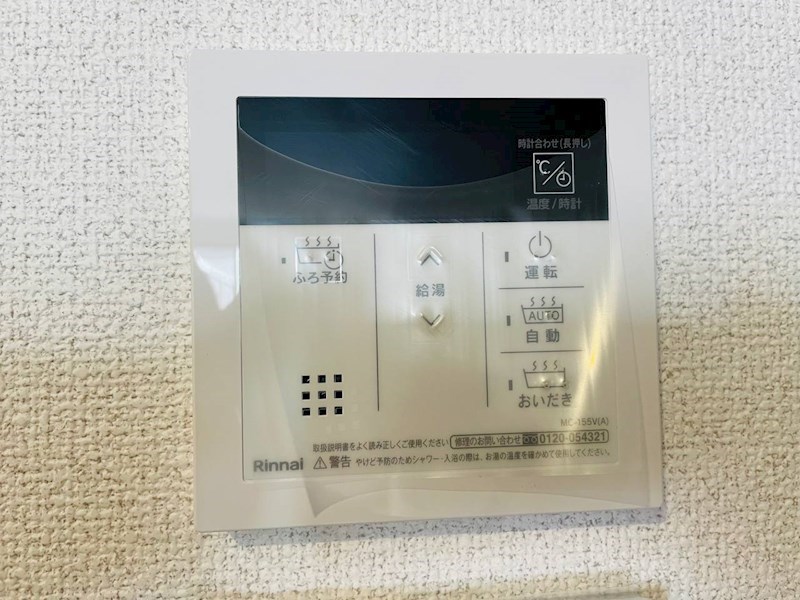 時計合わせ(長押し)
℃
温度/時計
ふろ予約
給湯
運転
AUTO
自動
おいだき
MC-155V(A)
取扱説明書をよく読み正しくご使用ください 修理のお問い合わせ 0120-054321
Rinnai 警告 やけど予防のためシャワー・入浴の際は、お湯の温度を確かめて使用してください。